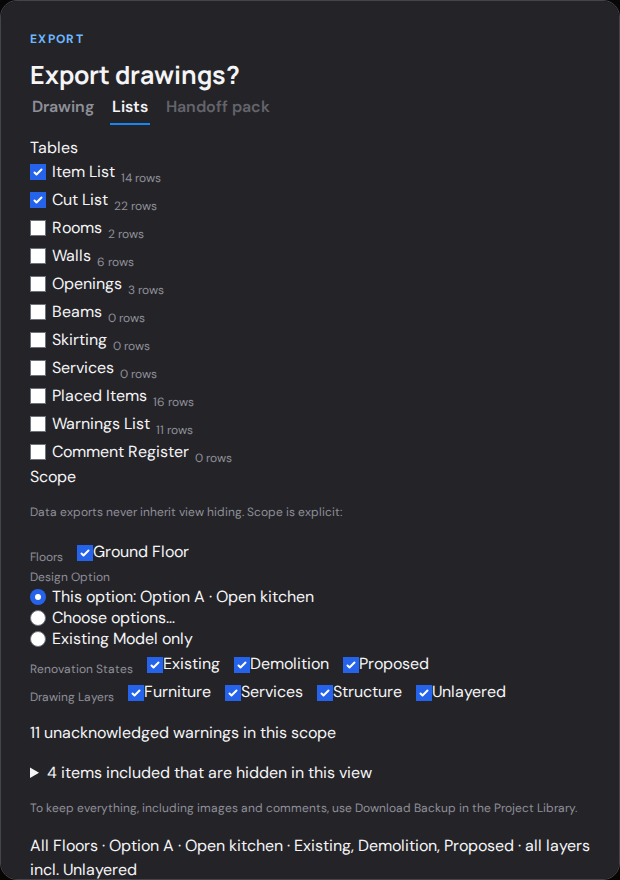 EXPORT
Export drawings?
Drawing Lists Handoff pack
Tables
Item List 14 rows
Cut List 22 rows
Rooms 2 rows
Walls 6 rows
Openings 3 rows
Beams 0 rows
Skirting 0 rows
Services 0 rows
Placed Items 16 rows
Warnings List 11 rows
Comment Register 0 rows
Scope
Data exports never inherit view hiding. Scope is explicit:
Floors Ground Floor
Design Option
This option: Option A · Open kitchen
Choose options...
Existing Model only
Renovation States Existing Demolition Proposed
Drawing Layers Furniture Services Structure Unlayered
11 unacknowledged warnings in this scope
4 items included that are hidden in this view
To keep everything, including images and comments, use Download Backup in the Project Library.
All Floors · Option A · Open kitchen · Existing, Demolition, Proposed · all layers
incl. Unlayered